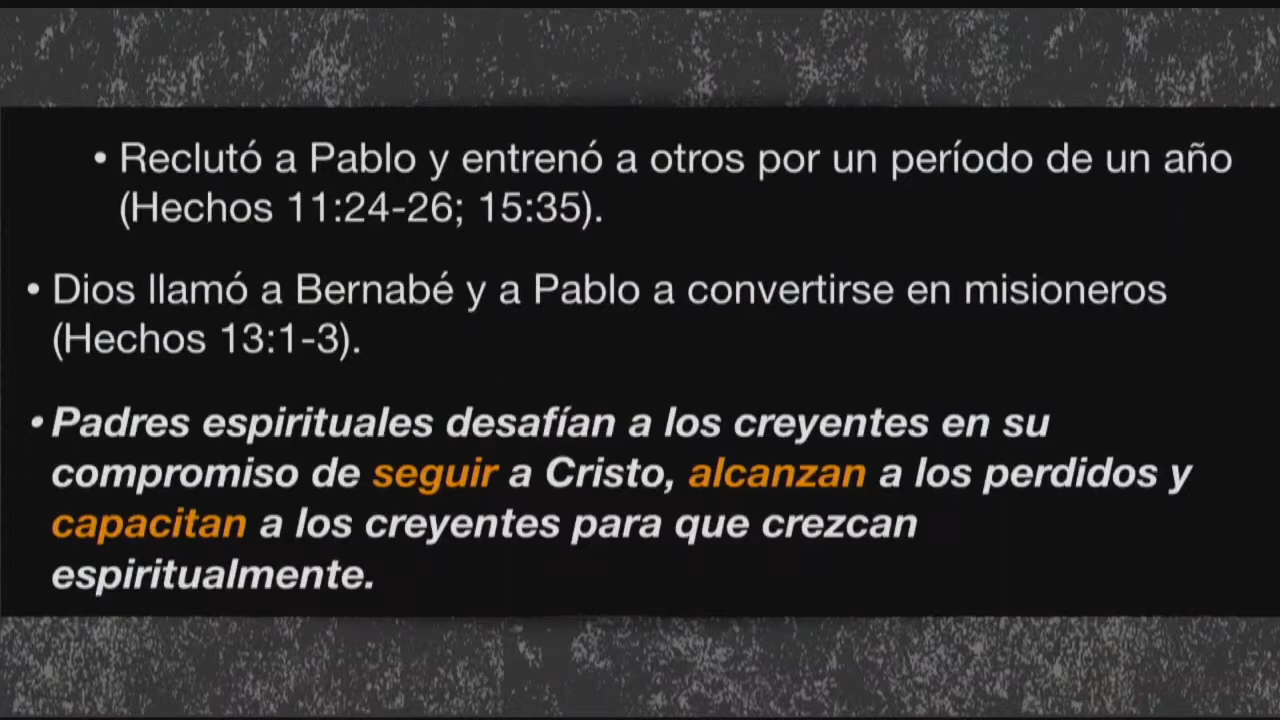 • Reclutó a Pablo y entrenó a otros por un período de un año
(Hechos 11:24-26; 15:35).
• Dios llamó a Bernabé y a Pablo a convertirse en misioneros
(Hechos 13:1-3).
• Padres espirituales desafían a los creyentes en su
compromiso de seguir a Cristo, alcanzan a los perdidos y
capacitan a los creyentes para que crezcan
espiritualmente.